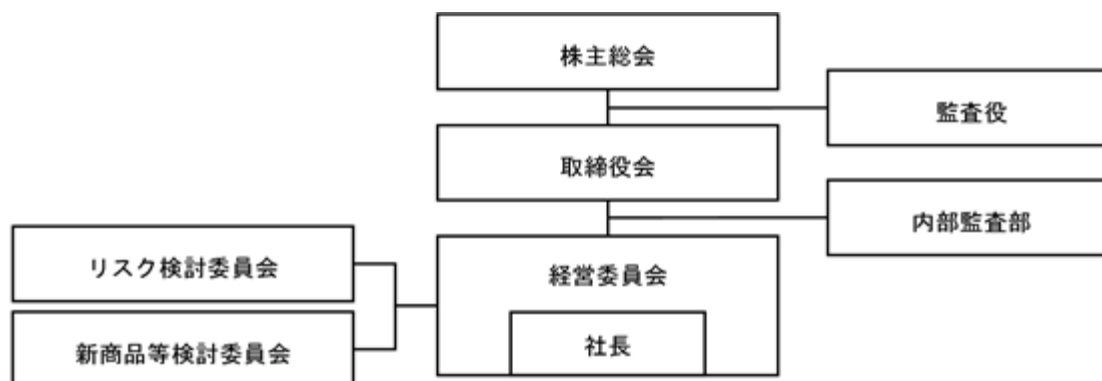 株主総会
監査役
取締役会
内部監査部
リスク検討委員会
経営委員会
新商品等検討委員会
社長